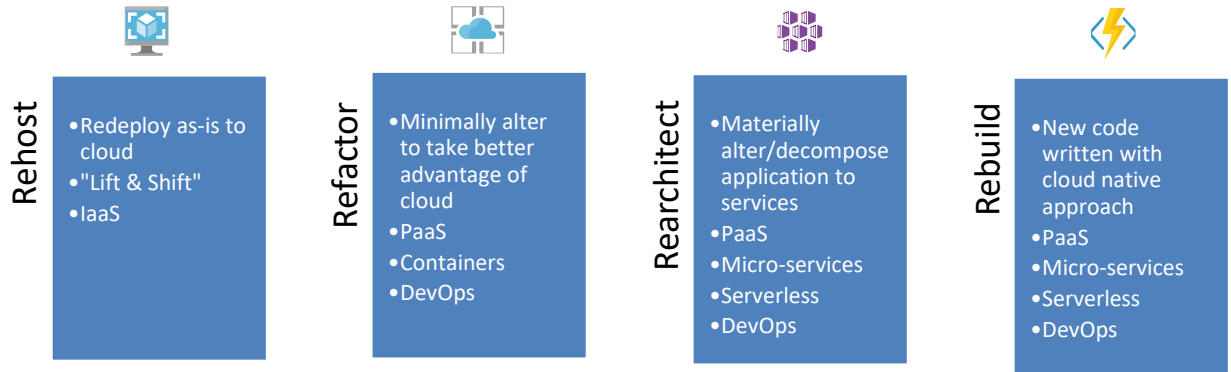 Rehost
•Redeploy as-is to
cloud
•"Lift & Shift"
•IaaS
Refactor
•Minimally alter
to take better
advantage of
cloud
•PaaS
•Containers
•DevOps
Rearchitect
•Materially
alter/decompose
application to
services
•PaaS
•Micro-services
•Serverless
•DevOps
Rebuild
•New code
written with
cloud native
approach
•PaaS
•Micro-services
•Serverless
•DevOps